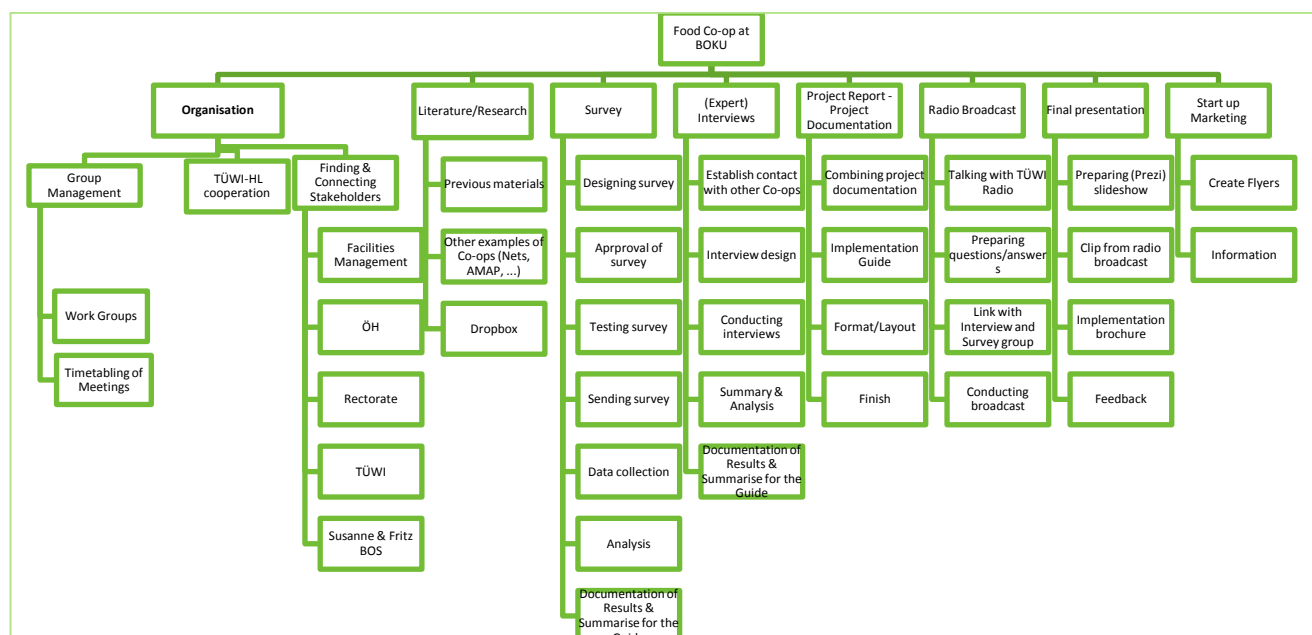 Food Co-op at
BOKU
Organisation
Literature/Research
Survey
(Expert)
Interviews
Project Report -
Project
Documentation
Radio Broadcast
Final presentation
Start up
Marketing
Group
Management
TÜWI-HL
cooperation
Finding &
Connecting
Stakeholders
Work Groups
Timetabling of
Meetings
Facilities
Management
ÖH
Rectorate
TÜWI
Susanne & Fritz
BOS
Previous materials
Other examples of
Co-ops (Nets,
AMAP, ...)
Dropbox
Designing survey
Aprproval of
survey
Testing survey
Sending survey
Data collection
Analysis
Documentation of
Results &
Summarise for the
Guide
Establish contact
with other Co-ops
Interview design
Conducting
interviews
Summary &
Analysis
Documentation of
Results &
Summarise for the
Guide
Combining project
documentation
Implementation
Guide
Format/Layout
Finish
Talking with TÜWI
Radio
Preparing
questions/answer
s
Link with
Interview and
Survey group
Conducting
broadcast
Preparing (Prezi)
slideshow
Clip from radio
broadcast
Implementation
brochure
Feedback
Create Flyers
Information